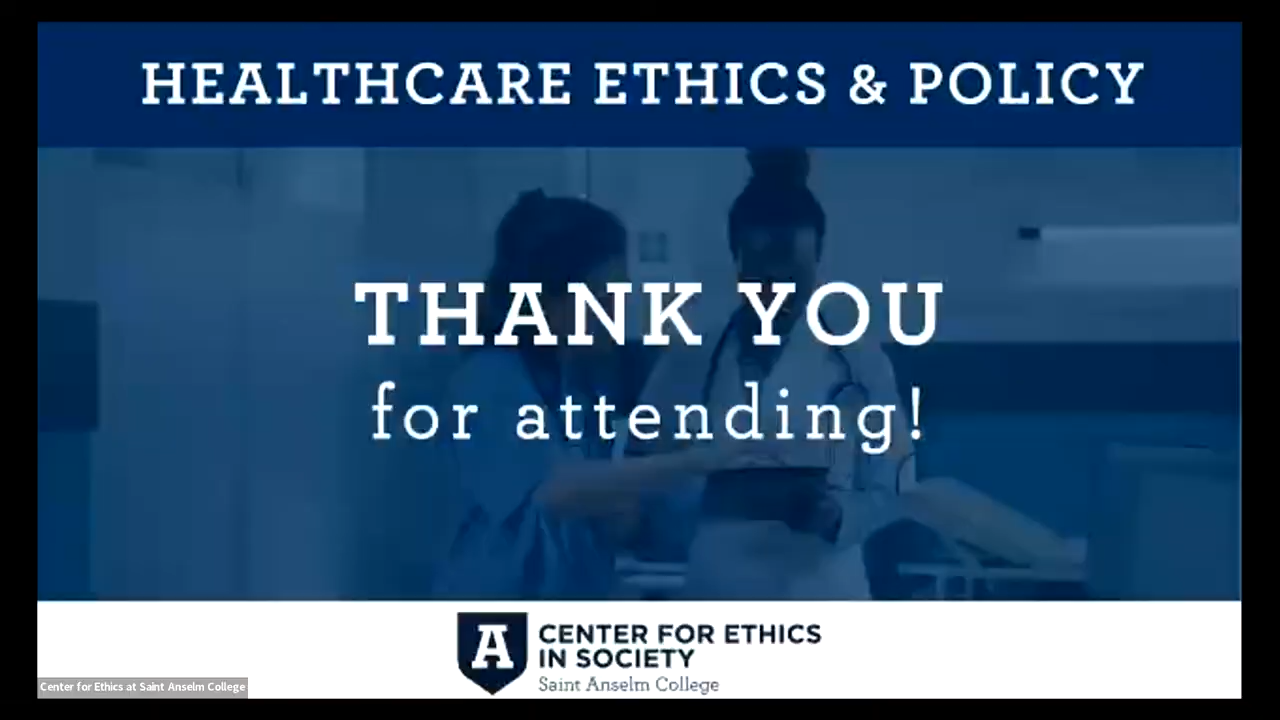 HEALTHCARE ETHICS & POLICY
THANK YOU
for attending!
A
CENTER FOR ETHICS
IN SOCIETY
Saint Anselm College
Center for Ethics at Saint Anselm College